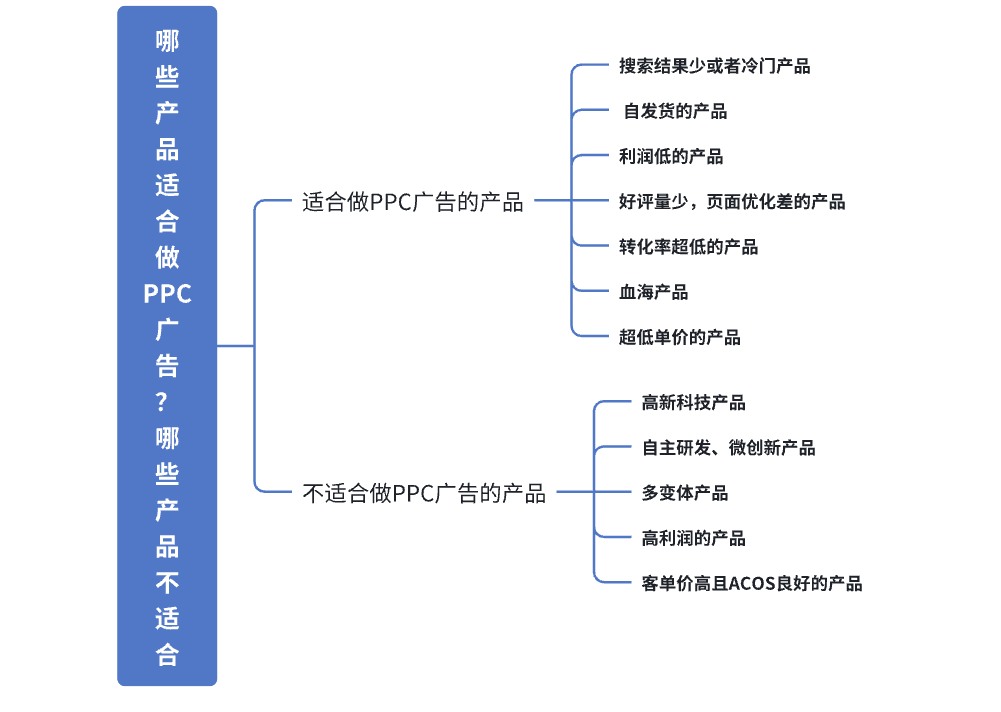 哪些产品适合做PPC广告？哪些产品不适合
适合做PPC广告的产品
搜索结果少或者冷门产品
自发货的产品
利润低的产品
好评量少，页面优化差的产品
转化率超低的产品
血海产品
超低单价的产品
不适合做PPC广告的产品
高新科技产品
自主研发、微创新产品
多变体产品
高利润的产品
客单价高且ACOS良好的产品